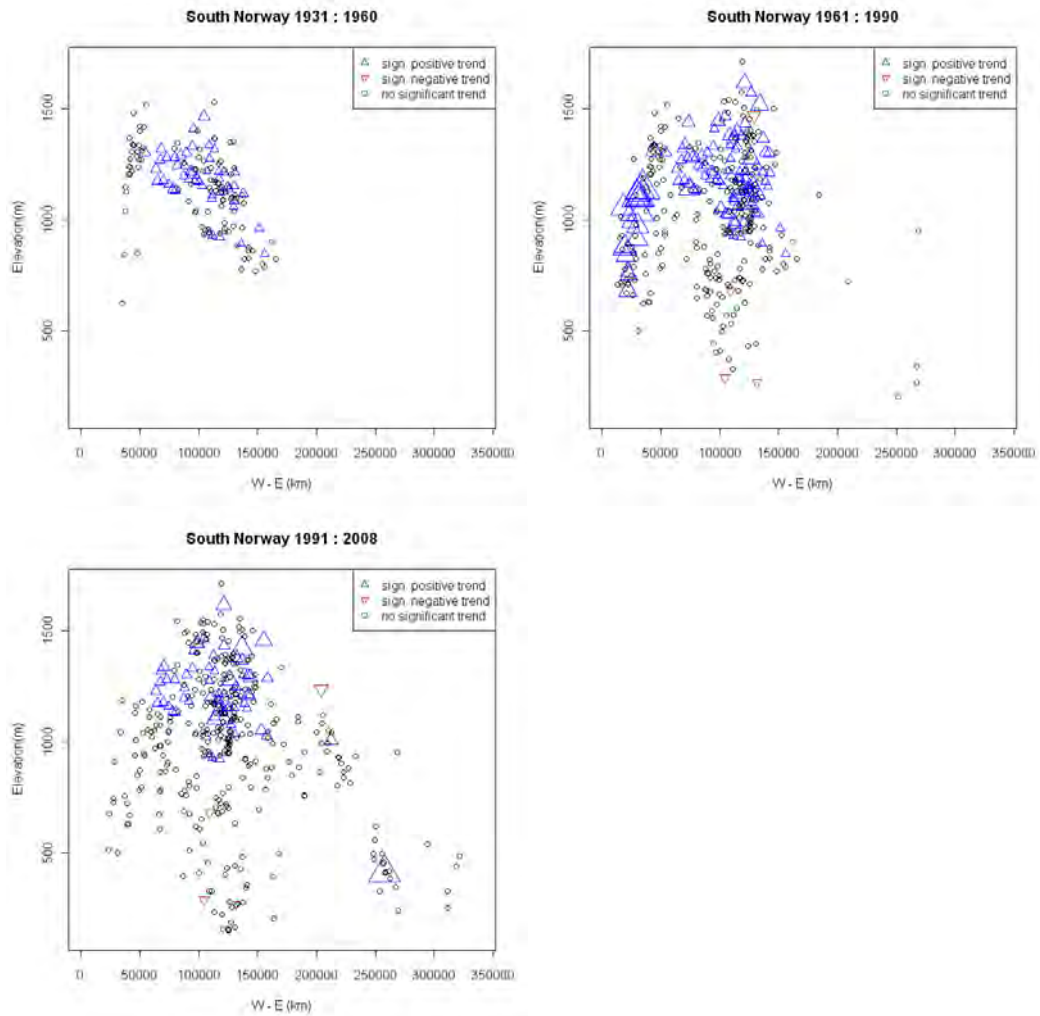 South Norway 1931 : 1960
sign. positive trend
sign. negative trend
no significant trend
Elevation(m)
1500
1000
500
0 50000 100000 150000 200000 250000 300000 350000
W - E (km)
South Norway 1961 : 1990
sign. positive trend
sign. negative trend
no significant trend
Elevation(m)
1500
1000
500
0 50000 100000 150000 200000 250000 300000 350000
W - E (km)
South Norway 1991 : 2008
sign. positive trend
sign. negative trend
no significant trend
Elevation(m)
1500
1000
500
0 50000 100000 150000 200000 250000 300000 350000
W - E (km)